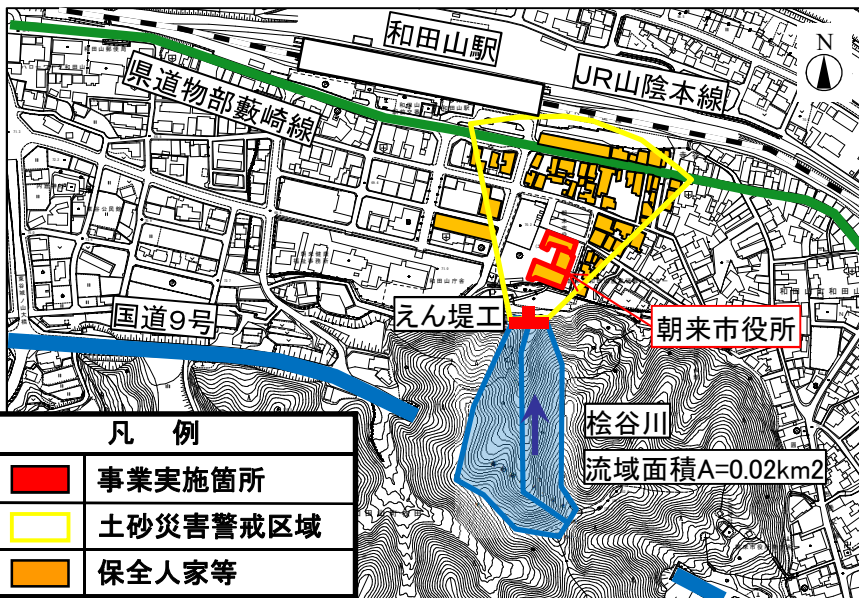 和田山駅
N
JR山陰本線
県道物部藪崎線
国道9号
えん堤工
朝来市役所
桧谷川
流域面積A=0.02km2
凡 例
事業実施箇所
土砂災害警戒区域
保全人家等